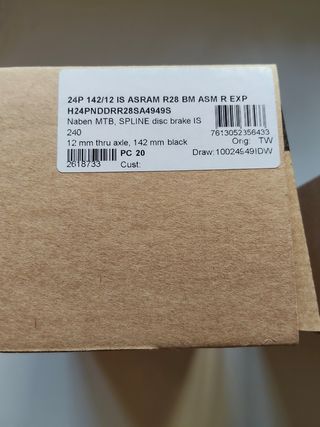 24P 142/12 IS ASRAM R28 BM ASM R EXP
H24PNDDRR28SA4949S
Naben MTB, SPLINE disc brake IS
240 7613052356433
12 mm thru axle, 142 mm black Orig: TW
PC 20 Draw: 10024949IDW
2618733 Cust: